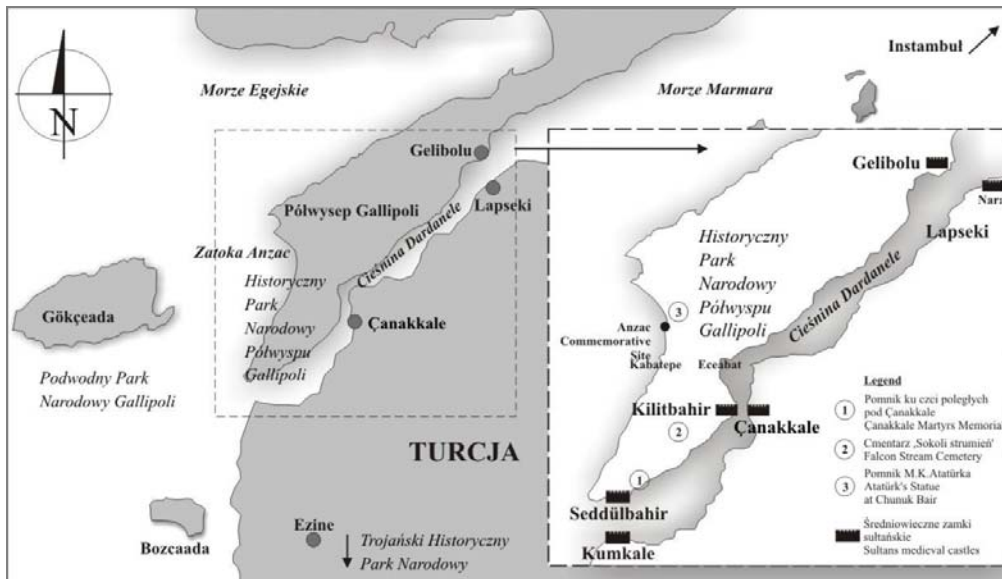 N
Morze Egejskie
Morze Marmara
Instambuł
Gelibolu
Lapseki
Półwysep Gallipoli
Cieśnina Dardanele
Zatoka Anzac
Historyczny
Park
Narodowy
Półwyspu
Gallipoli
Çanakkale
Gökçeada
Podwodny Park
Narodowy Gallipoli
TURCJA
Bozcaada
Ezine
Trojański Historyczny
Park Narodowy
Gelibolu
Nara
Lapseki
Historyczny
Park
Narodowy
Półwyspu
Gallipoli
Cieśnina Dardanele
3
Anzac
Commemorative
Site
Kabatepe
Eceabat
Kilitbahir
Çanakkale
2
1
Seddülbahir
Kumkale
Legend
1
Pomnik ku czci poległych
pod Çanakkale
Çanakkale Martyrs Memoria
2
Cmentarz ,Sokoli strumień'
Falcon Stream Cemetery
3
Pomnik M.K.Atatürka
Atatürk's Statue
at Chunuk Bair
Średniowieczne zamki
sułtańskie
Sultans medieval castles